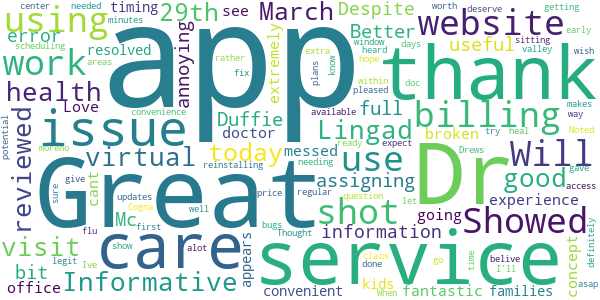 using
29th
March
see
Despite
Better
website
timing
error
minutes
center
needed
worth
getting
deserve
early
sitting
scheduling
annoying
resolved
areas
extra
window
days
wish
rather
heard
valley
fix
plans
know
hope
pleased
doc
work
app
extremely
useful
thank
health
Love
Duffie
full
within
makes
way
convenience
available
broken
try
heal
Noted
potential
reviewed
issue
doctor
Lingad
billing
moreno
reinstalling
messed
needing
ready
expect
Drews
gave
access
virtual
today
use
Dr
Will
sure
give
price
regular
assigning
good
cant
updates
Cogna
well
question
let
Great
Mc
first
bugs
Thought
shot
going
experience
Showed
visit
care
information
concept
flu
show
alot
appears
service
bit
legit
Ive
claim
go
time
belive
I'll
definitely
office
Informative
convenient
done
kids
When
fantastic
families
asap